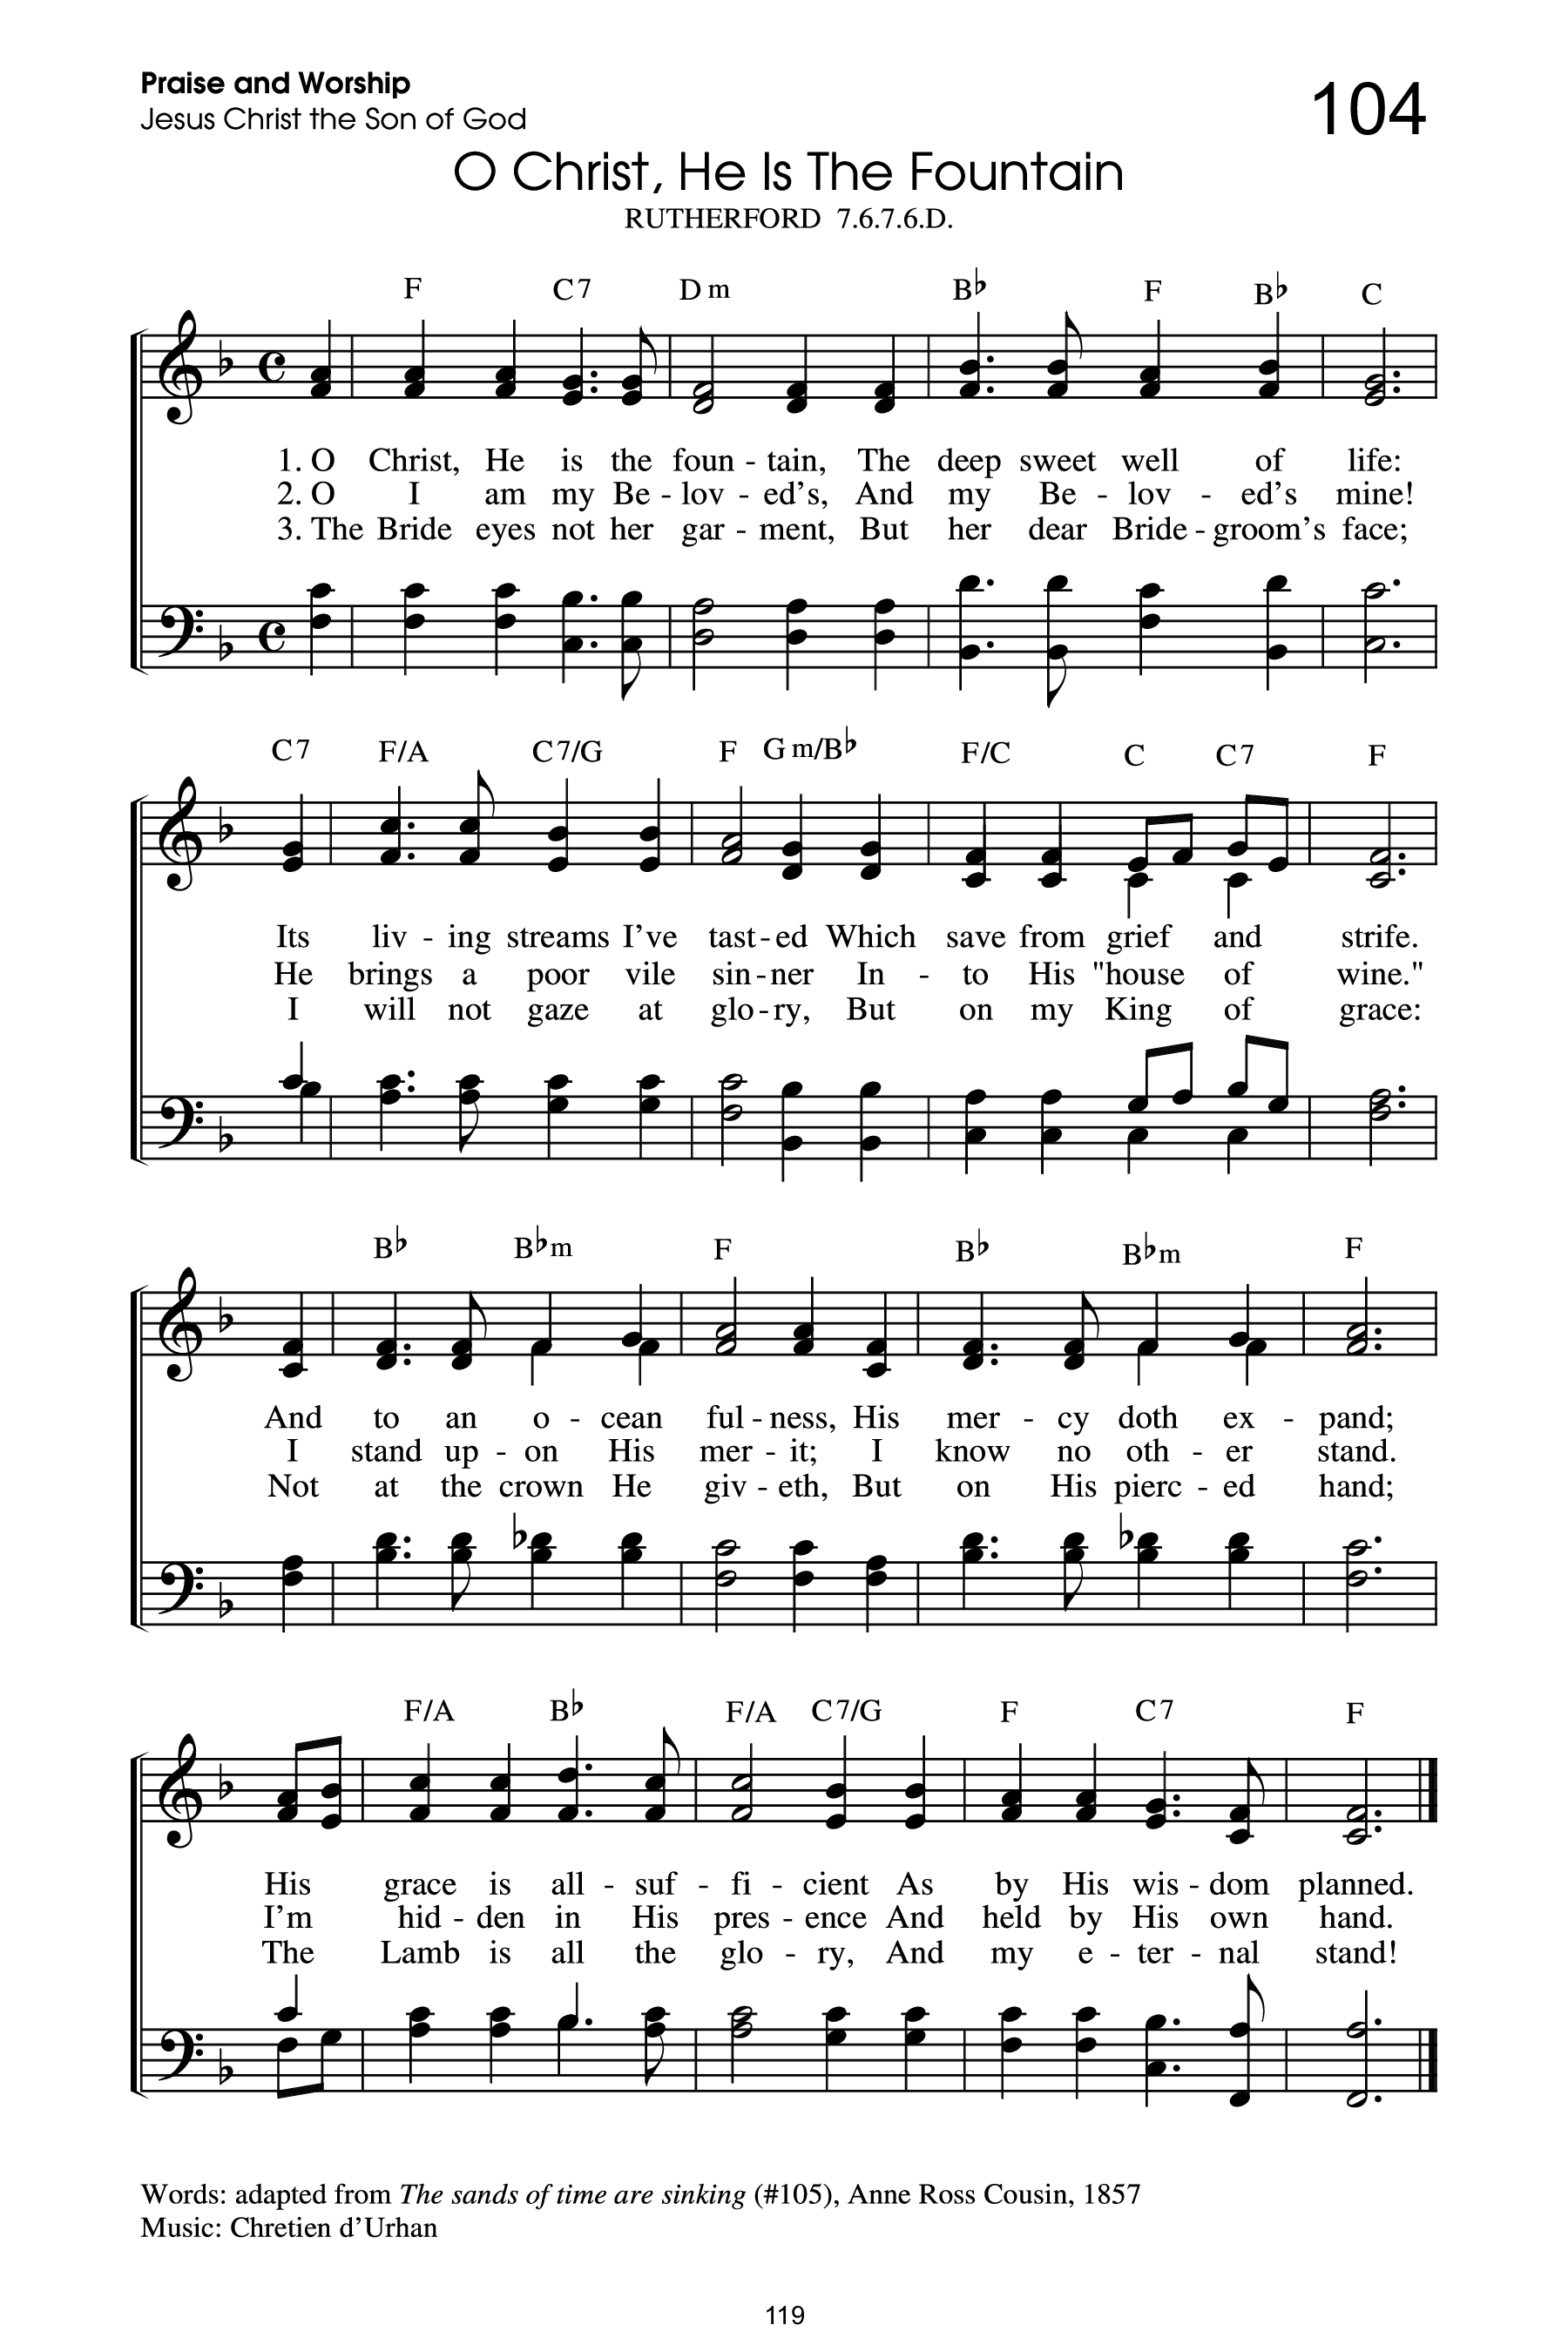 Praise and Worship
Jesus Christ the Son of God
104
O Christ, He Is The Fountain
RUTHERFORD 7.6.7.6.D.
F C7 Dm B♭ F B♭ C
1. O Christ, He is the foun - tain, The deep sweet well of life:
2. O I am my Be - lov - ed's, And my Be - lov - ed's mine!
3. The Bride eyes not her gar - ment, But her dear Bride - groom's face;
C7 F/A C7/G F Gm/B♭ F/C C C7 F
Its liv - ing streams I've tast - ed Which save from grief and strife.
He brings a poor vile sin - ner In - to His "house of wine."
I will not gaze at glo - ry, But on my King of grace:
B♭ B♭m F B♭ B♭m F
And to an o - cean ful - ness, His mer - cy doth ex - pand;
I stand up - on His mer - it; I know no oth - er stand.
Not at the crown He giv - eth, But on His pierc - ed hand;
F/A B♭ F/A C7/G F C7 F
His grace is all - suf - fi - cient As by His wis - dom planned.
I'm hid - den in His pres - ence And held by His own hand.
The Lamb is all the glo - ry, And my e - ter - nal stand!
Words: adapted from The sands of time are sinking (#105), Anne Ross Cousin, 1857
Music: Chretien d'Urhan
119